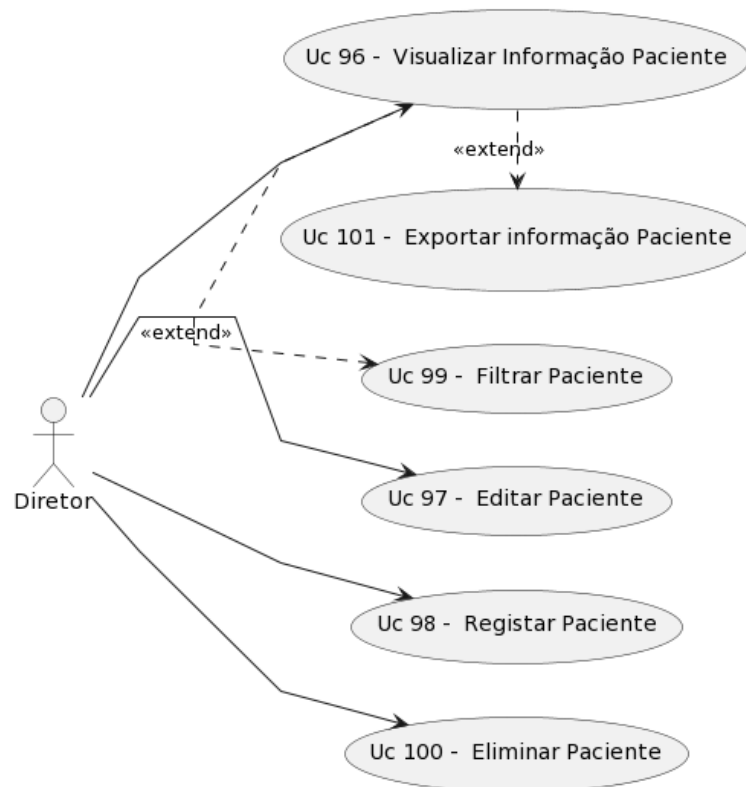 Uc 96 -  Visualizar Informação Paciente
«extend»
Uc 101 -  Exportar informação Paciente
«extend»
Uc 99 -  Filtrar Paciente
Uc 97 -  Editar Paciente
Diretor
Uc 98 -  Registar Paciente
Uc 100 -  Eliminar Paciente